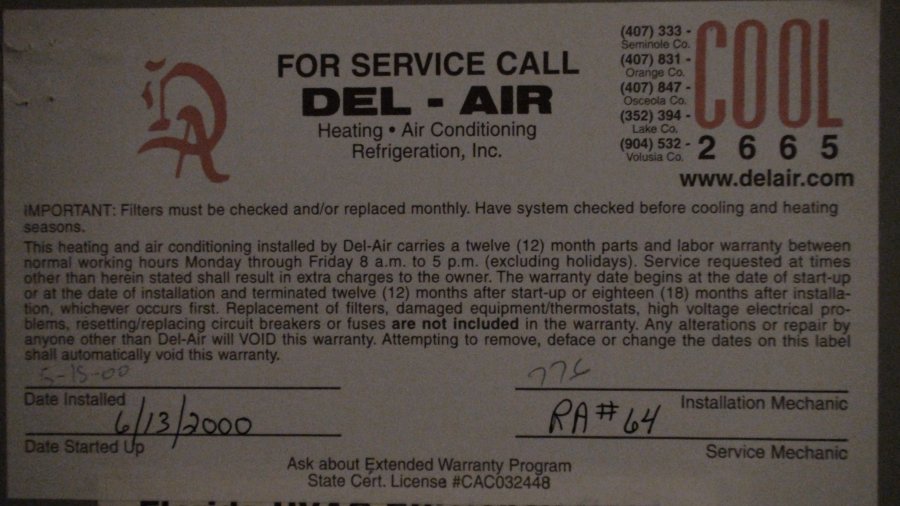 FOR SERVICE CALL
DEL - AIR
Heating • Air Conditioning
Refrigeration, Inc.
(407) 333 -
Seminole Co.
(407) 831 -
Orange Co.
(407) 847 -
Osceola Co.
(352) 394 -
Lake Co.
(904) 532 -
Volusia Co.
COOL
2 6 6 5
www.delair.com
IMPORTANT: Filters must be checked and/or replaced monthly. Have system checked before cooling and heating
seasons.
This heating and air conditioning installed by Del-Air carries a twelve (12) month parts and labor warranty between
normal working hours Monday through Friday 8 a.m. to 5 p.m. (excluding holidays). Service requested at times
other than herein stated shall result in extra charges to the owner. The warranty date begins at the date of start-up
or at the date of installation and terminated twelve (12) months after start-up or eighteen (18) months after installa-
tion, whichever occurs first. Replacement of filters, damaged equipment/thermostats, high voltage electrical pro-
blems, resetting/replacing circuit breakers or fuses are not included in the warranty. Any alterations or repair by
anyone other than Del-Air will VOID this warranty. Attempting to remove, deface or change the dates on this label
shall automatically void this warranty.
5-15-00
776
Date Installed
Installation Mechanic
6/13/2000
RA#64
Date Started Up
Service Mechanic
Ask about Extended Warranty Program
State Cert. License #CAC032448